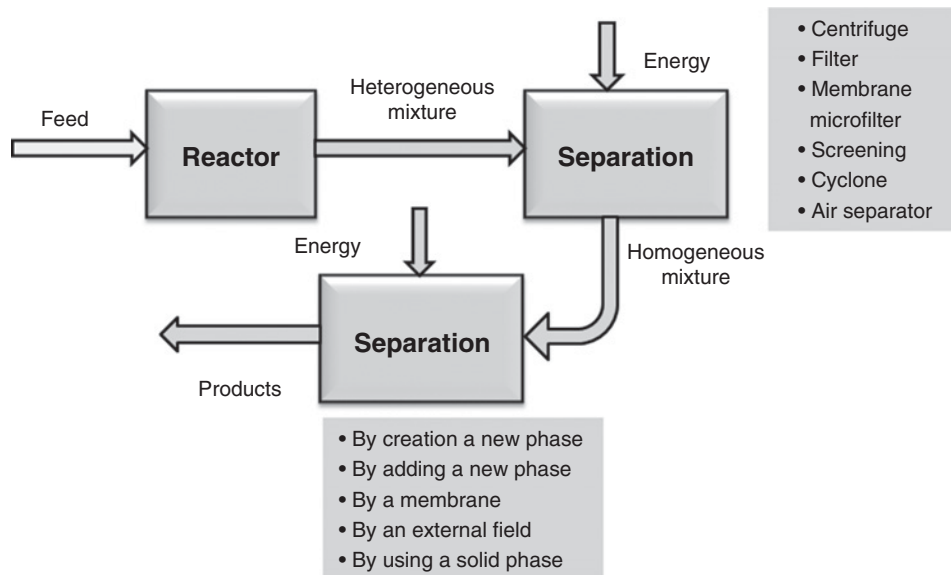 Feed
Reactor
Heterogeneous
mixture
Energy
Separation
• Centrifuge
• Filter
• Membrane
microfilter
• Screening
• Cyclone
• Air separator
Homogeneous
mixture
Energy
Separation
Products
• By creation a new phase
• By adding a new phase
• By a membrane
• By an external field
• By using a solid phase